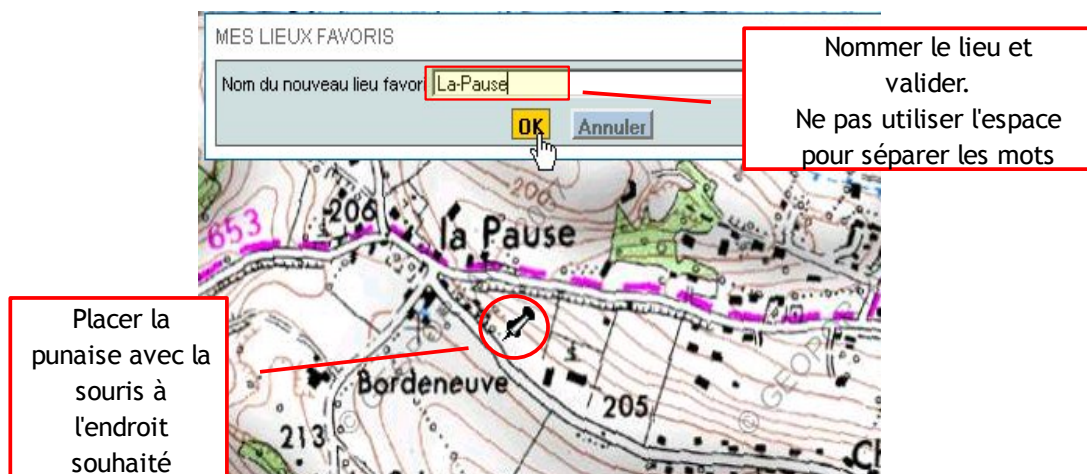 MES LIEUX FAVORIS
Nom du nouveau lieu favori
La-Pause
OK
Annuler
Nommer le lieu et
valider.
Ne pas utiliser l'espace
pour séparer les mots
200
206
653
la Pause
Placer la
punaise avec la
souris à
l'endroit
souhaité
Bordeneuve
205
213